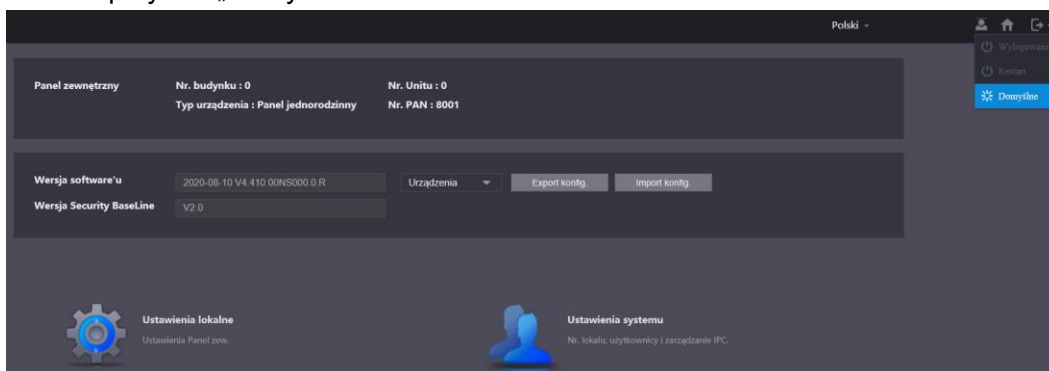 Polski
Wylogowanie
Restart
Domyślne
Panel zewnętrzny
Nr. budynku : 0
Nr. Unitu : 0
Typ urządzenia : Panel jednorodzinny
Nr. PAN : 8001
Wersja software'u
2020-08-10 V4.410.00NS000.0.R
Urządzenia
Export konfig.
Import konfig.
Wersja Security BaseLine
V2.0
Ustawienia lokalne
Ustawienia Panel zew.
Ustawienia systemu
Nr. lokalu, użytkownicy i zarządzanie IPC.